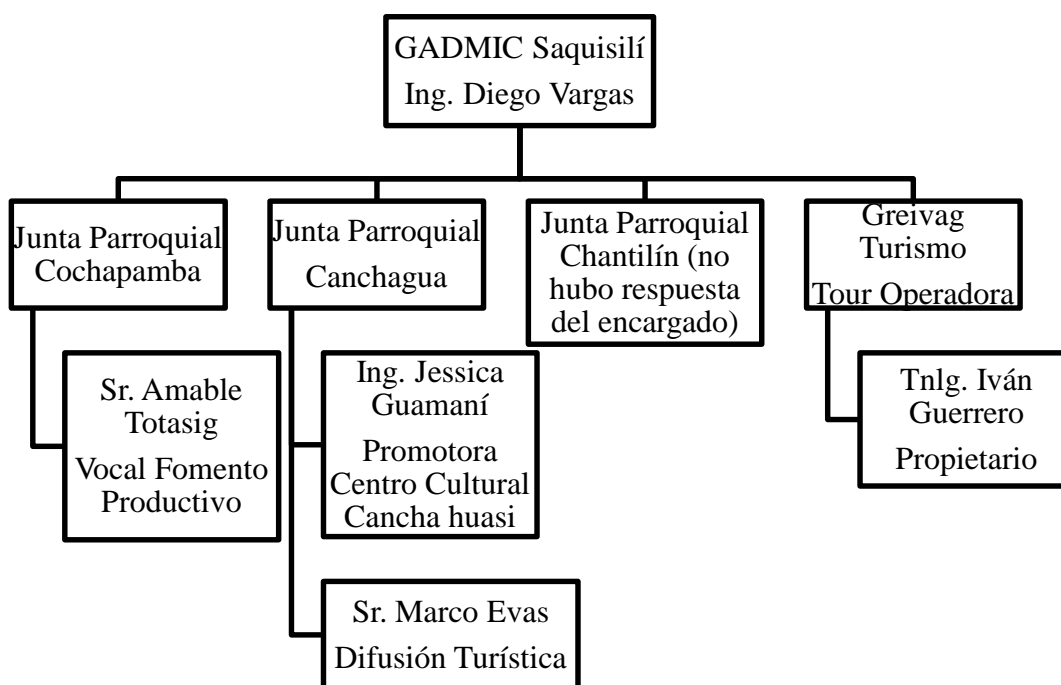 GADMIC Saquisilí
Ing. Diego Vargas
Junta Parroquial
Cochapamba
Junta Parroquial
Canchagua
Junta Parroquial
Chantilín (no
hubo respuesta
del encargado)
Greivag
Turismo
Tour Operadora
Sr. Amable
Totasig
Vocal Fomento
Productivo
Ing. Jessica
Guamaní
Promotora
Centro Cultural
Cancha huasi
Tnlg. Iván
Guerrero
Propietario
Sr. Marco Evas
Difusión Turística